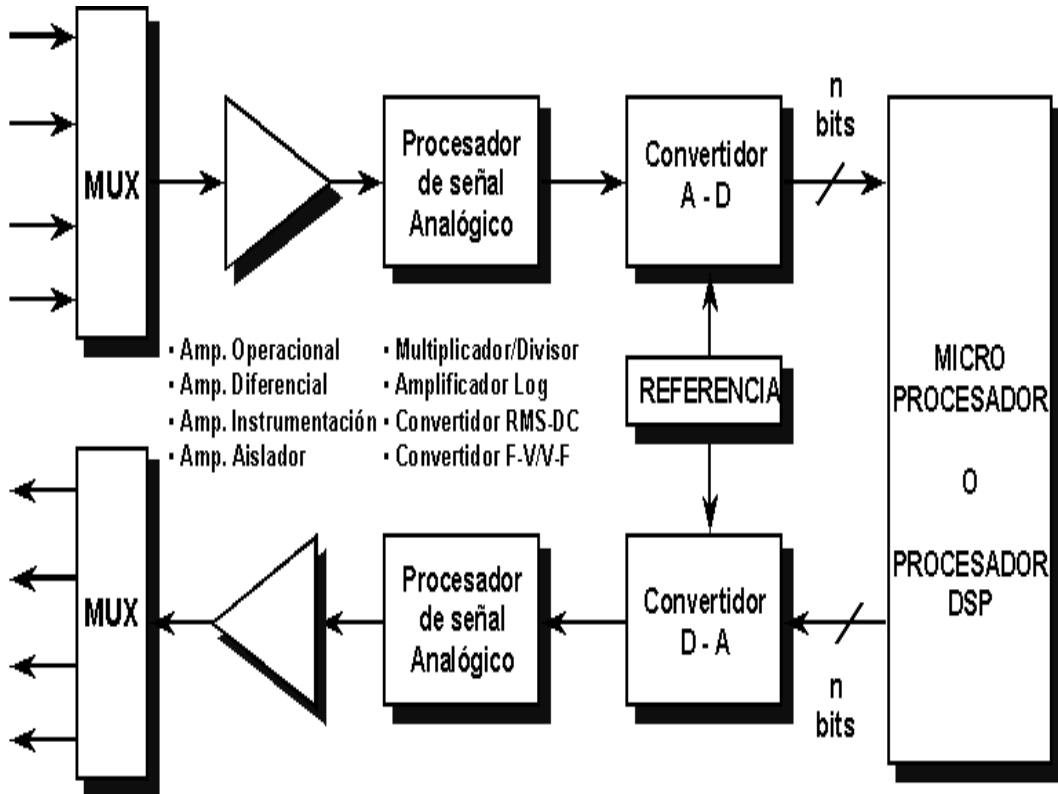 MUX
Procesador
de señal
Analógico
Convertidor
A - D
n
bits
· Amp. Operacional
· Amp. Diferencial
· Amp. Instrumentación
· Amp. Aislador
· Multiplicador/Divisor
· Amplificador Log
· Convertidor RMS-DC
· Convertidor F-V/V-F
REFERENCIA
MICRO
PROCESADOR
O
PROCESADOR
DSP
MUX
Procesador
de señal
Analógico
Convertidor
D - A
n
bits